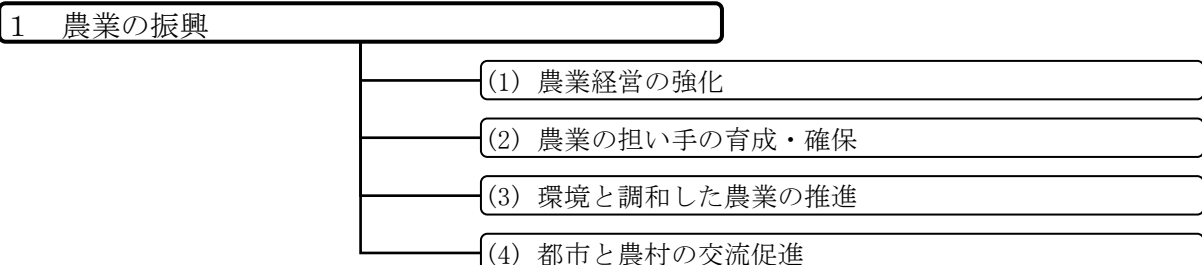 １　農業の振興
(1) 農業経営の強化
(2) 農業の担い手の育成・確保
(3) 環境と調和した農業の推進
(4) 都市と農村の交流促進